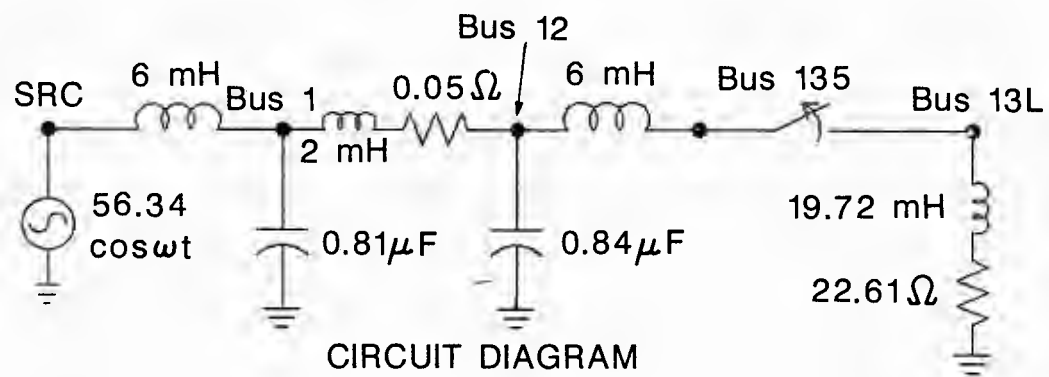 Bus 12
6 mH
0.05Ω
6 mH
Bus 135
SRC
Bus 1
Bus 13L
2 mH
56.34
cosωt
0.81μF
0.84μF
19.72 mH
22.61Ω
CIRCUIT DIAGRAM